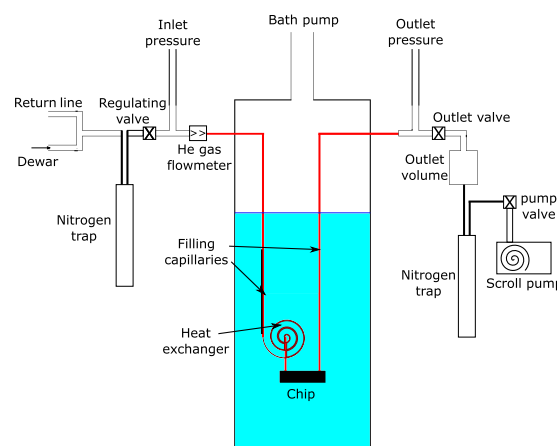 Bath pump
Inlet
pressure
Outlet
pressure
Return line
Regulating
valve
Outlet valve
Dewar
>>
He gas
flowmeter
Outlet
volume
Nitrogen
trap
pump
valve
Filling
capillaries
Nitrogen
trap
Scroll pump
Heat
exchanger
Chip